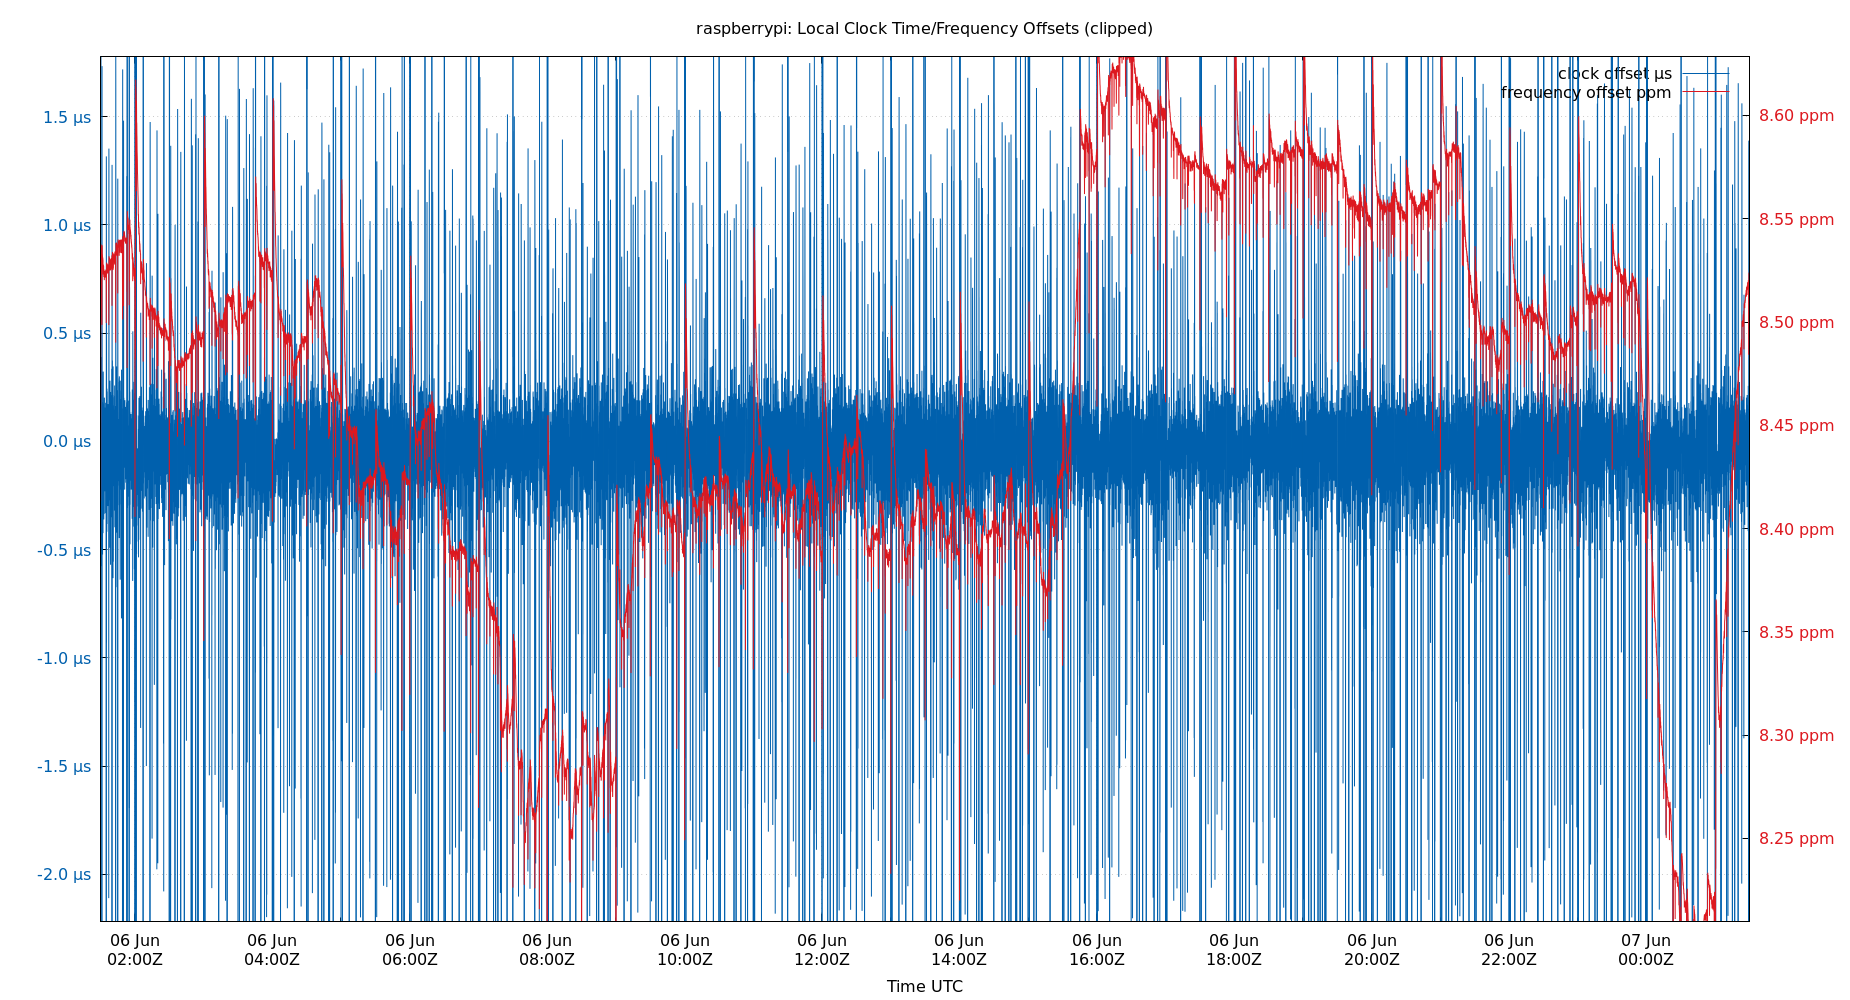 raspberrypi: Local Clock Time/Frequency Offsets (clipped)
clock offset µs
frequency offset ppm
1.5 µs
1.0 µs
0.5 µs
0.0 µs
-0.5 µs
-1.0 µs
-1.5 µs
-2.0 µs
8.60 ppm
8.55 ppm
8.50 ppm
8.45 ppm
8.40 ppm
8.35 ppm
8.30 ppm
8.25 ppm
06 Jun 06 Jun 06 Jun 06 Jun 06 Jun 06 Jun 06 Jun 06 Jun 06 Jun 06 Jun 06 Jun 07 Jun
02:00Z 04:00Z 06:00Z 08:00Z 10:00Z 12:00Z 14:00Z 16:00Z 18:00Z 20:00Z 22:00Z 00:00Z
Time UTC